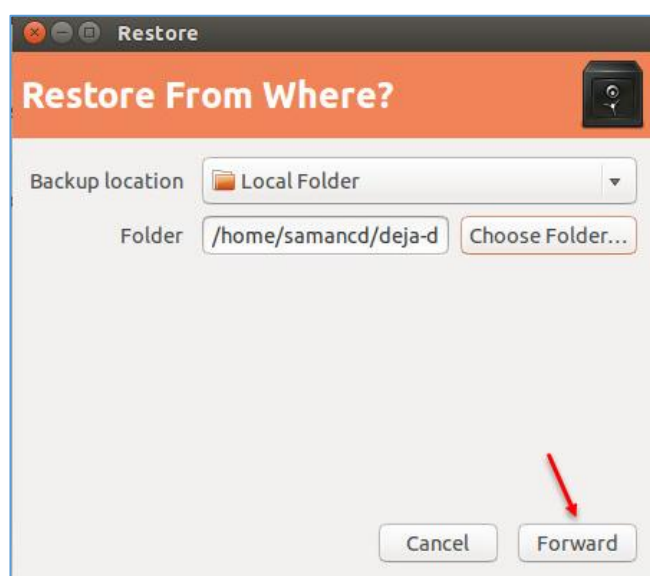 Restore
Restore From Where?
Backup location Local Folder
Folder /home/samancd/deja-d Choose Folder...
Cancel Forward